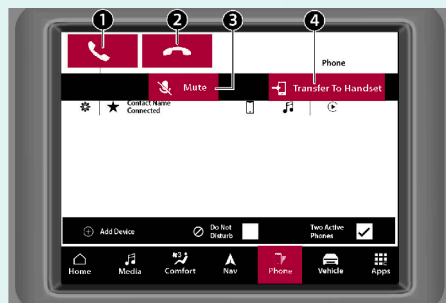 1 2 3 4
Phone
Mute
Transfer To Handset
Contact Name
Connected
Add Device
Do Not
Disturb
Two Active
Phones
Home
Media
Comfort
Nav
Phone
Vehicle
Apps